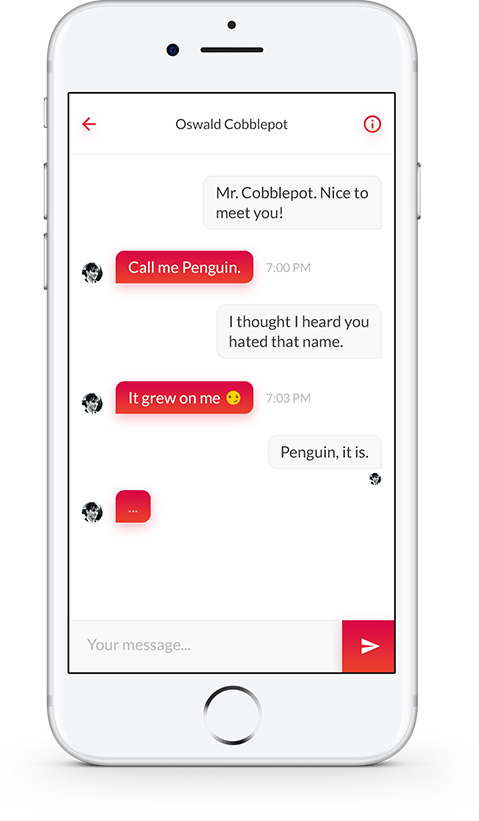 Oswald Cobblepot
Mr. Cobblepot. Nice to
meet you!
Call me Penguin. 7:00 PM
I thought I heard you
hated that name.
It grew on me 😏 7:03 PM
Penguin, it is.
...
Your message...